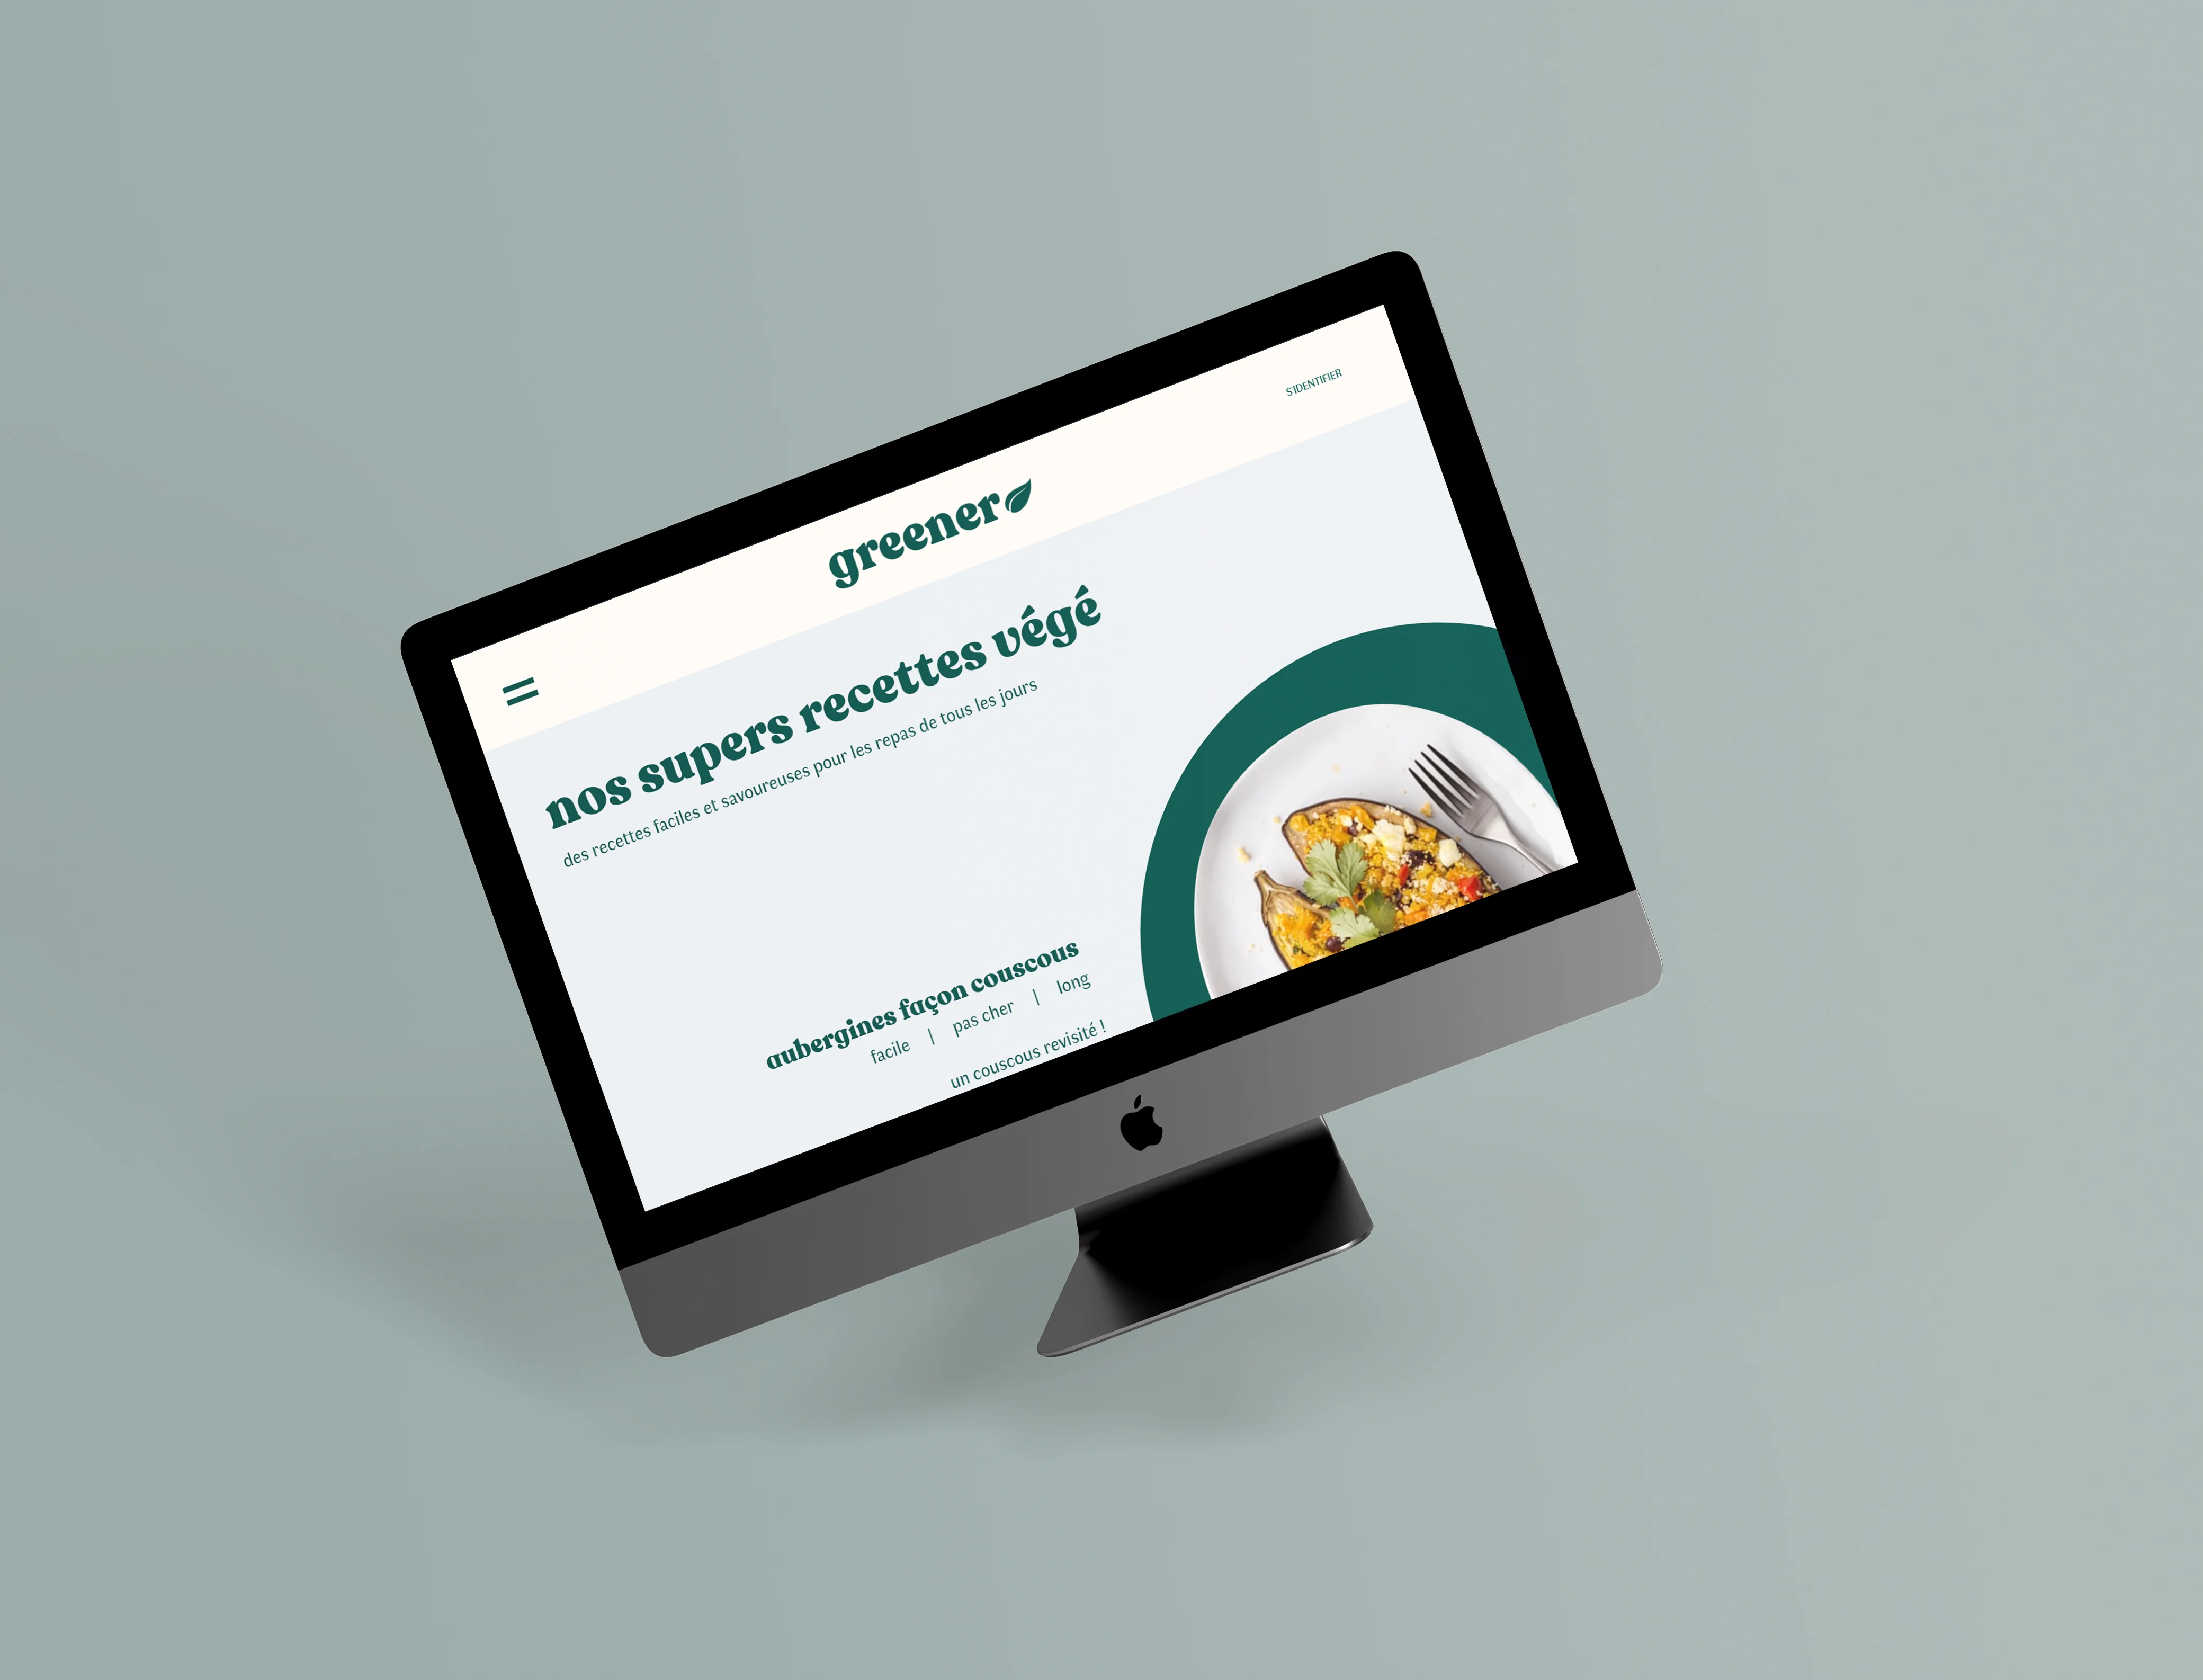 S'IDENTIFIER
greener
nos supers recettes végé
des recettes faciles et savoureuses pour les repas de tous les jours
aubergines façon couscous
facile | pas cher | long
un couscous revisité !